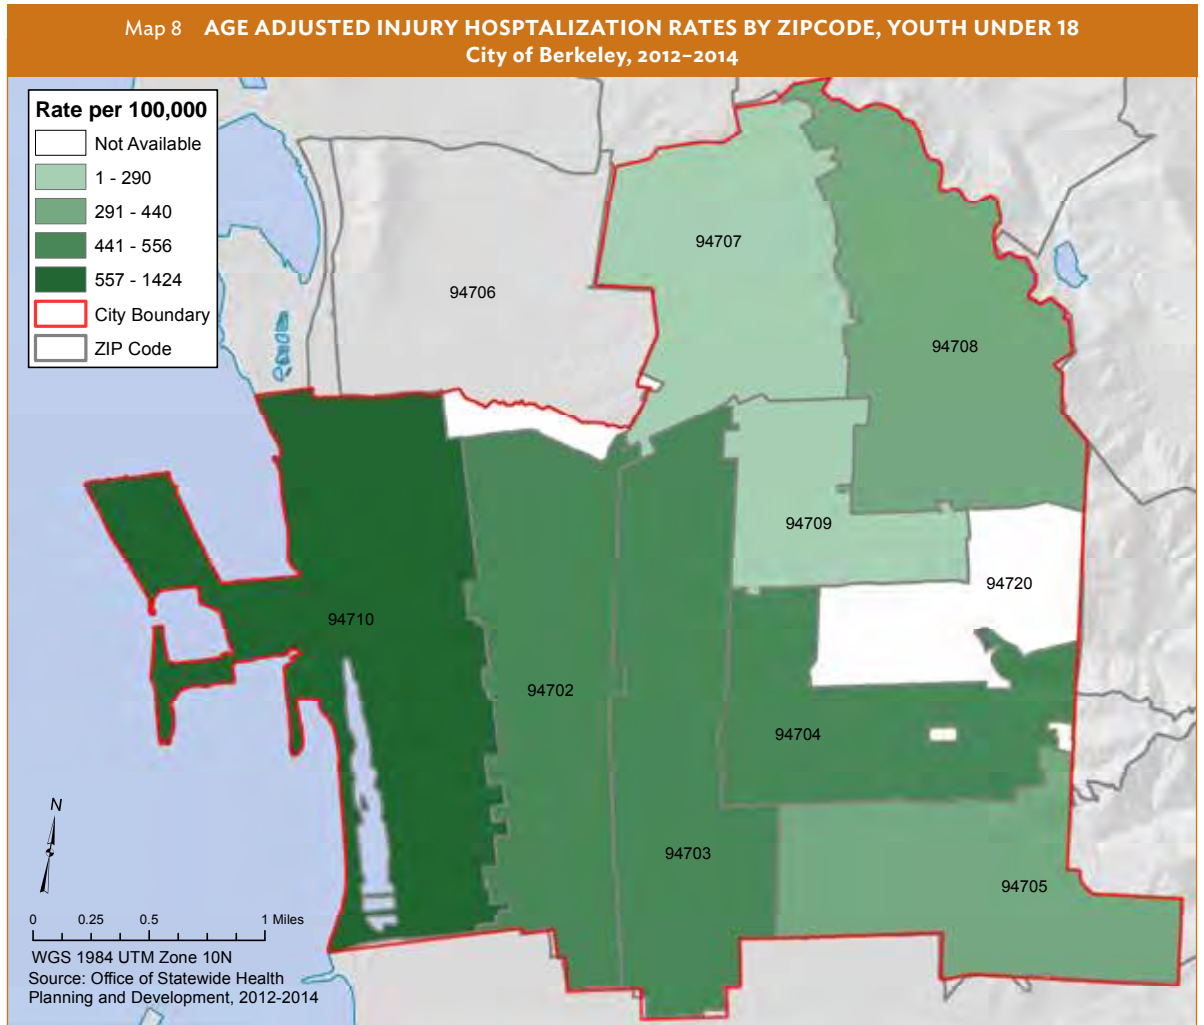 Map 8 AGE ADJUSTED INJURY HOSPTALIZATION RATES BY ZIPCODE, YOUTH UNDER 18
City of Berkeley, 2012–2014
Rate per 100,000
Not Available
1 - 290
291 - 440
441 - 556
557 - 1424
City Boundary
ZIP Code
94707
94706
94708
94709
94720
94710
94702
94704
94703
94705
N
0 0.25 0.5 1 Miles
WGS 1984 UTM Zone 10N
Source: Office of Statewide Health
Planning and Development, 2012-2014